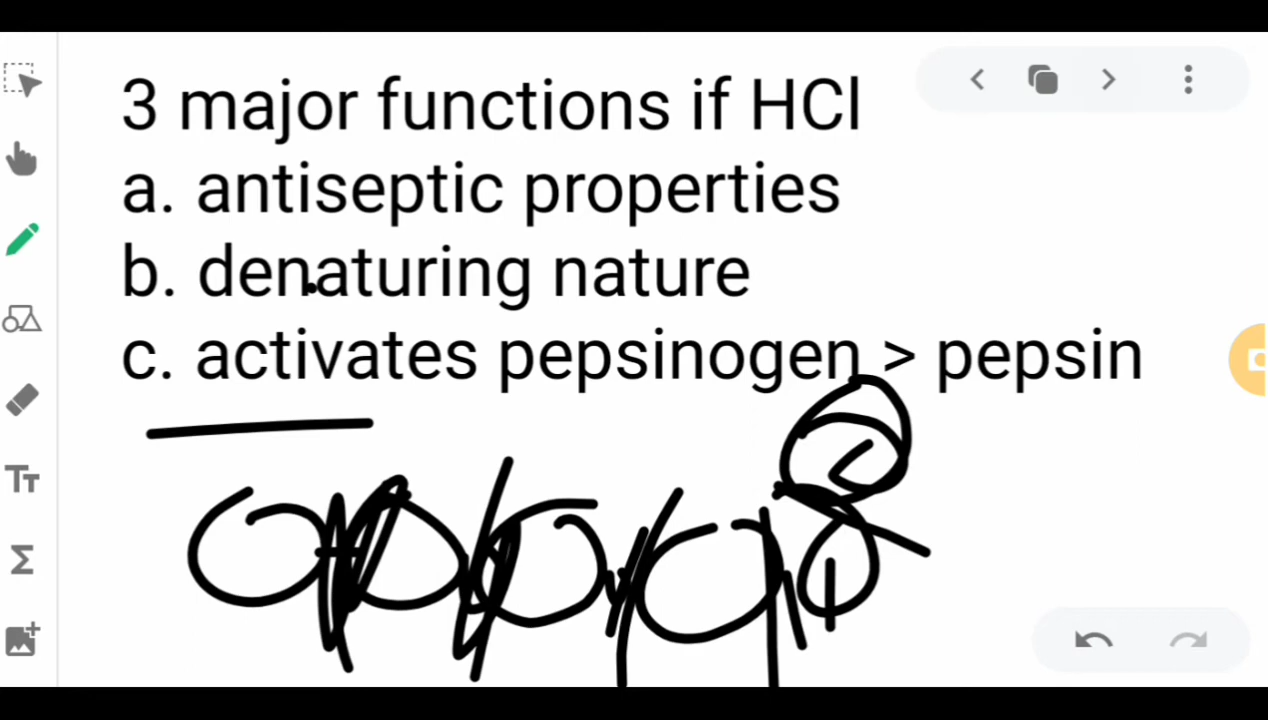 3 major functions if HCl
a. antiseptic properties
b. denaturing nature
c. activates pepsinogen > pepsin